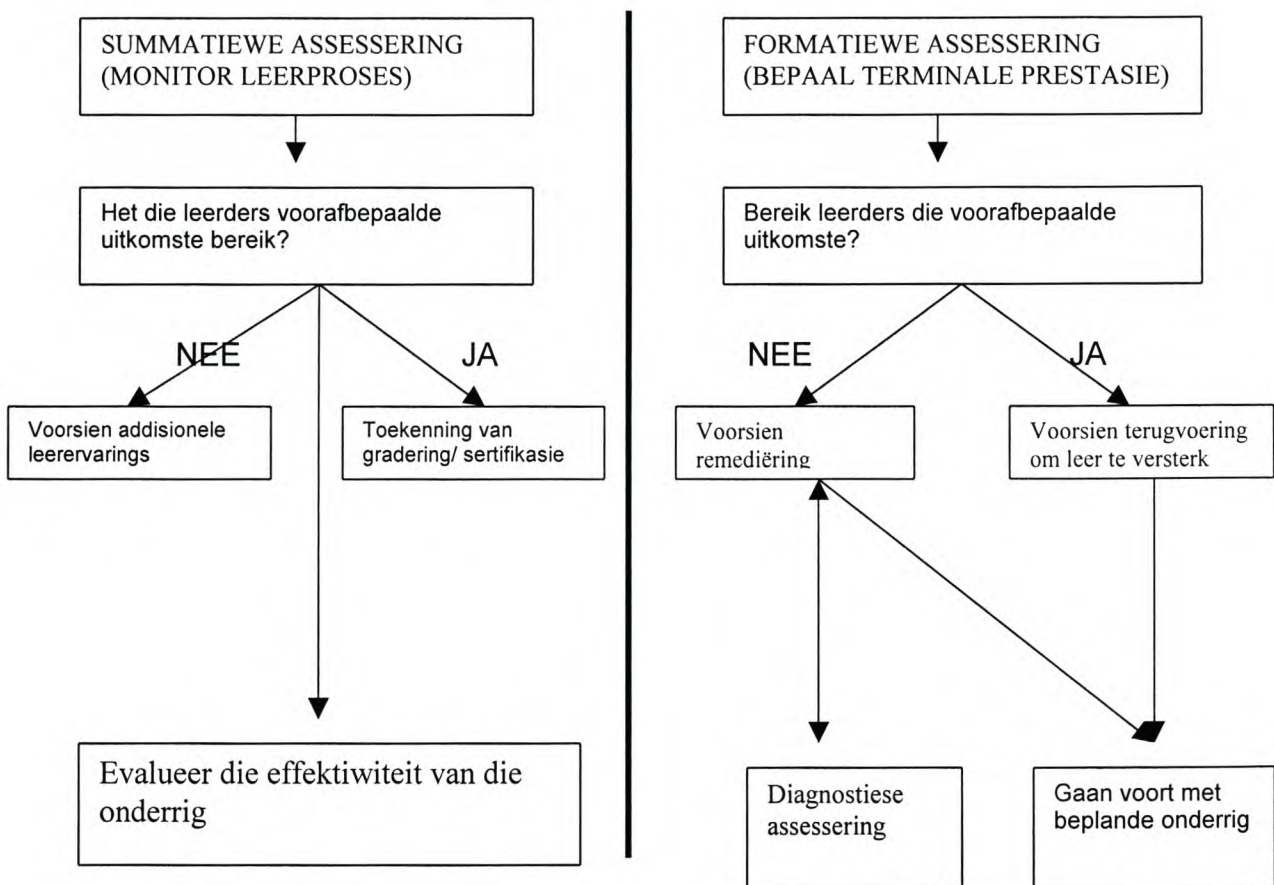 SUMMATIEWE ASSESSERING
(MONITOR LEERPROSES)
Het die leerders voorafbepaalde
uitkomste bereik?
NEE
JA
Voorsien addisionele
leerervarings
Toekenning van
gradering/ sertifikasie
Evalueer die effektiwiteit van die
onderrig
FORMATIEWE ASSESSERING
(BEPAAL TERMINALE PRESTASIE)
Bereik leerders die voorafbepaalde
uitkomste?
NEE
JA
Voorsien
remediëring
Voorsien terugvoering
om leer te versterk
Diagnostiese
assessering
Gaan voort met
beplande onderrig